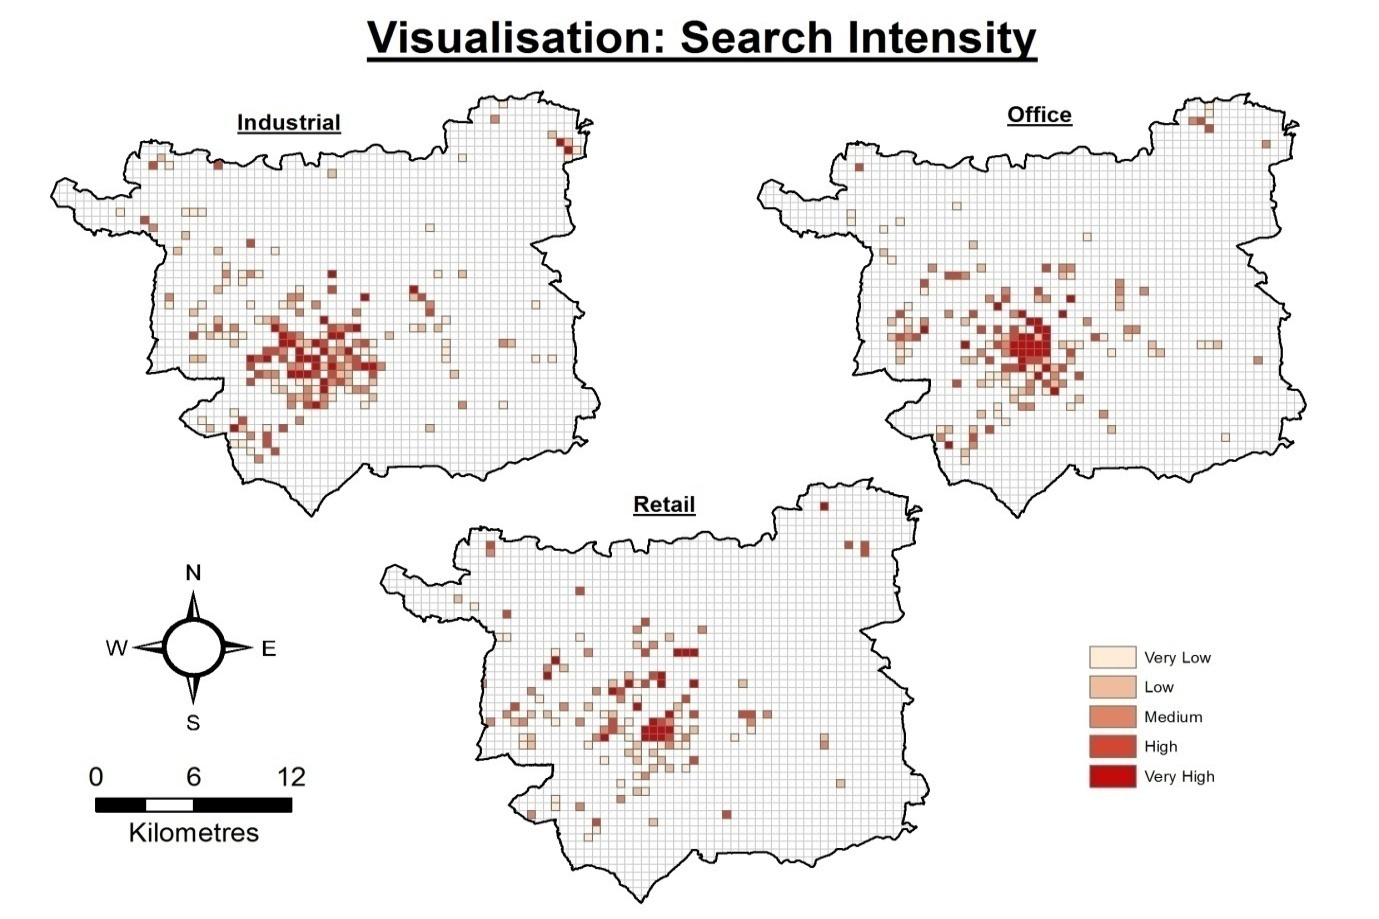 Visualisation: Search Intensity
Industrial
Office
Retail
N
W E
S
0 6 12
Kilometres
Very Low
Low
Medium
High
Very High